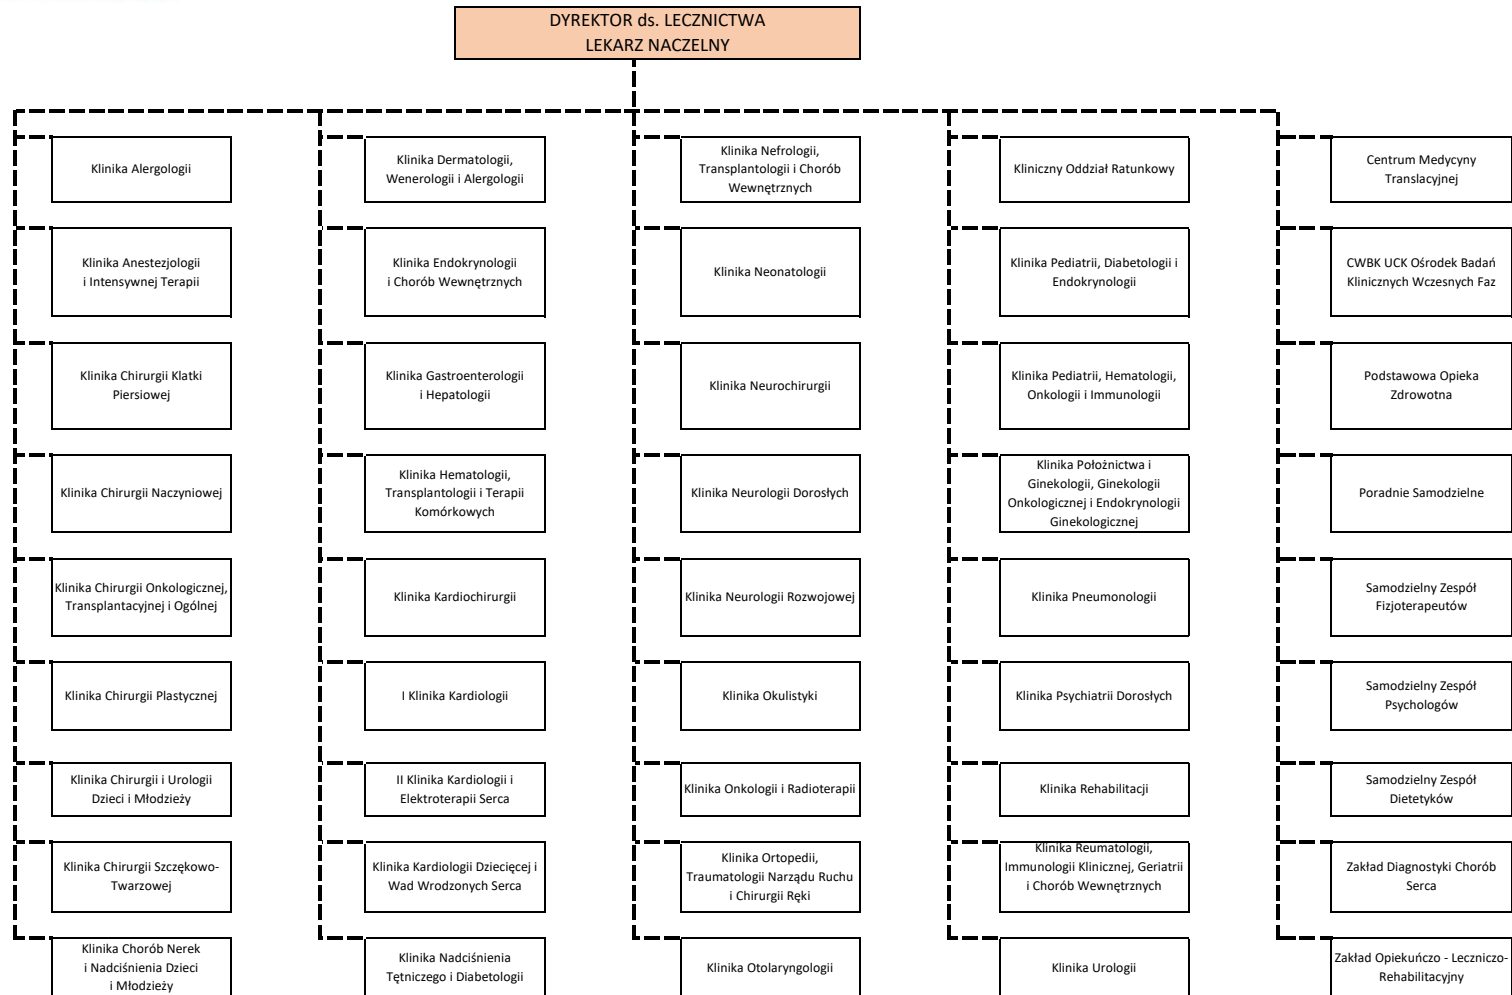 DYREKTOR ds. LECZNICTWA
LEKARZ NACZELNY
Klinika Alergologii
Klinika Dermatologii,
Wenerologii i Alergologii
Klinika Nefrologii,
Transplantologii i Chorób
Wewnętrznych
Kliniczny Oddział Ratunkowy
Centrum Medycyny
Translacyjnej
Klinika Anestezjologii
i Intensywnej Terapii
Klinika Endokrynologii
i Chorób Wewnętrznych
Klinika Neonatologii
Klinika Pediatrii, Diabetologii i
Endokrynologii
CWBK UCK Ośrodek Badań
Klinicznych Wczesnych Faz
Klinika Chirurgii Klatki
Piersiowej
Klinika Gastroenterologii
i Hepatologii
Klinika Neurochirurgii
Klinika Pediatrii, Hematologii,
Onkologii i Immunologii
Podstawowa Opieka
Zdrowotna
Klinika Chirurgii Naczyniowej
Klinika Hematologii,
Transplantologii i Terapii
Komórkowych
Klinika Neurologii Dorosłych
Klinika Położnictwa i
Ginekologii, Ginekologii
Onkologicznej i Endokrynologii
Ginekologicznej
Poradnie Samodzielne
Klinika Chirurgii Onkologicznej,
Transplantacyjnej i Ogólnej
Klinika Kardiochirurgii
Klinika Neurologii Rozwojowej
Klinika Pneumonologii
Samodzielny Zespół
Fizjoterapeutów
Klinika Chirurgii Plastycznej
I Klinika Kardiologii
Klinika Okulistyki
Klinika Psychiatrii Dorosłych
Samodzielny Zespół
Psychologów
Klinika Chirurgii i Urologii
Dzieci i Młodzieży
II Klinika Kardiologii i
Elektroterapii Serca
Klinika Onkologii i Radioterapii
Klinika Rehabilitacji
Samodzielny Zespół
Dietetyków
Klinika Chirurgii Szczękowo-
Twarzowej
Klinika Kardiologii Dziecięcej i
Wad Wrodzonych Serca
Klinika Ortopedii,
Traumatologii Narządu Ruchu
i Chirurgii Ręki
Klinika Reumatologii,
Immunologii Klinicznej, Geriatrii
i Chorób Wewnętrznych
Zakład Diagnostyki Chorób
Serca
Klinika Chorób Nerek
i Nadciśnienia Dzieci
i Młodzieży
Klinika Nadciśnienia
Tętniczego i Diabetologii
Klinika Otolaryngologii
Klinika Urologii
Zakład Opiekuńczo - Leczniczo-
Rehabilitacyjny